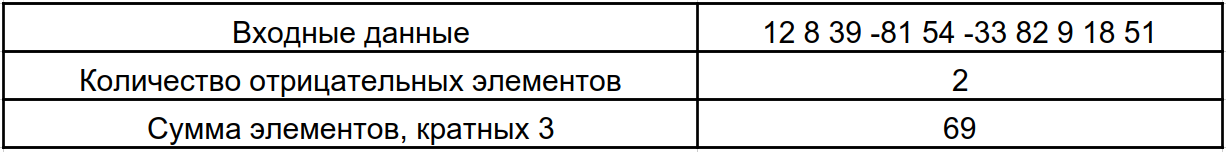 Входные данные 12 8 39 -81 54 -33 82 9 18 51
Количество отрицательных элементов 2
Сумма элементов, кратных 3 69